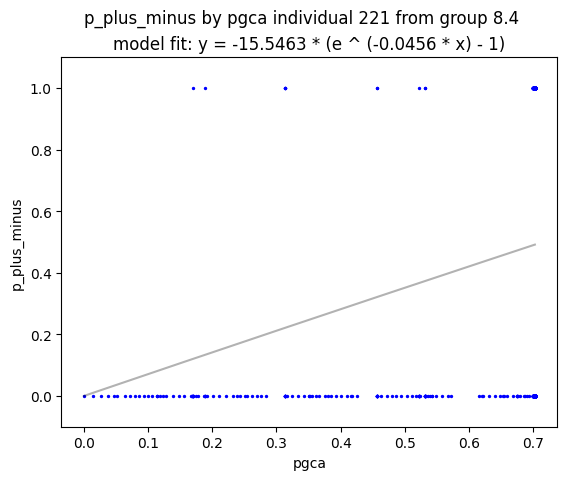 p_plus_minus by pgca individual 221 from group 8.4
model fit: y = -15.5463 * (e ^ (-0.0456 * x) - 1)
1.0
0.8
0.6
0.4
0.2
0.0
p_plus_minus
0.0 0.1 0.2 0.3 0.4 0.5 0.6 0.7
pgca